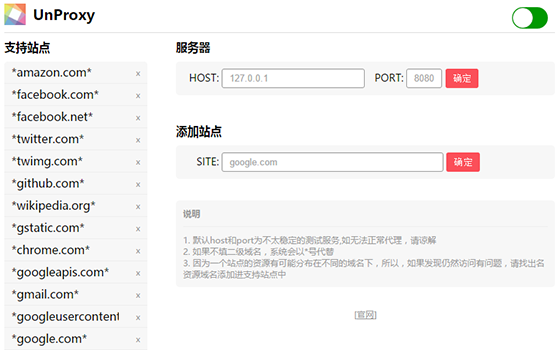 UnProxy
支持站点
*amazon.com* x
*facebook.com* x
*facebook.net* x
*twitter.com* x
*twimg.com* x
*github.com* x
*wikipedia.org* x
*gstatic.com* x
*chrome.com* x
*googleapis.com* x
*gmail.com* x
*googleusercontent x
*google.com* x
服务器
HOST: 127.0.0.1 PORT: 8080 确定
添加站点
SITE: google.com 确定
说明
1. 默认host和port为不太稳定的测试服务,如无法正常代理，请谅解
2. 如果不填二级域名，系统会以*号代替
3. 因为一个站点的资源有可能分布在不同的域名下，所以，如果发现仍然访问有问题，请找出名
资源域名添加进支持站点中
[官网]